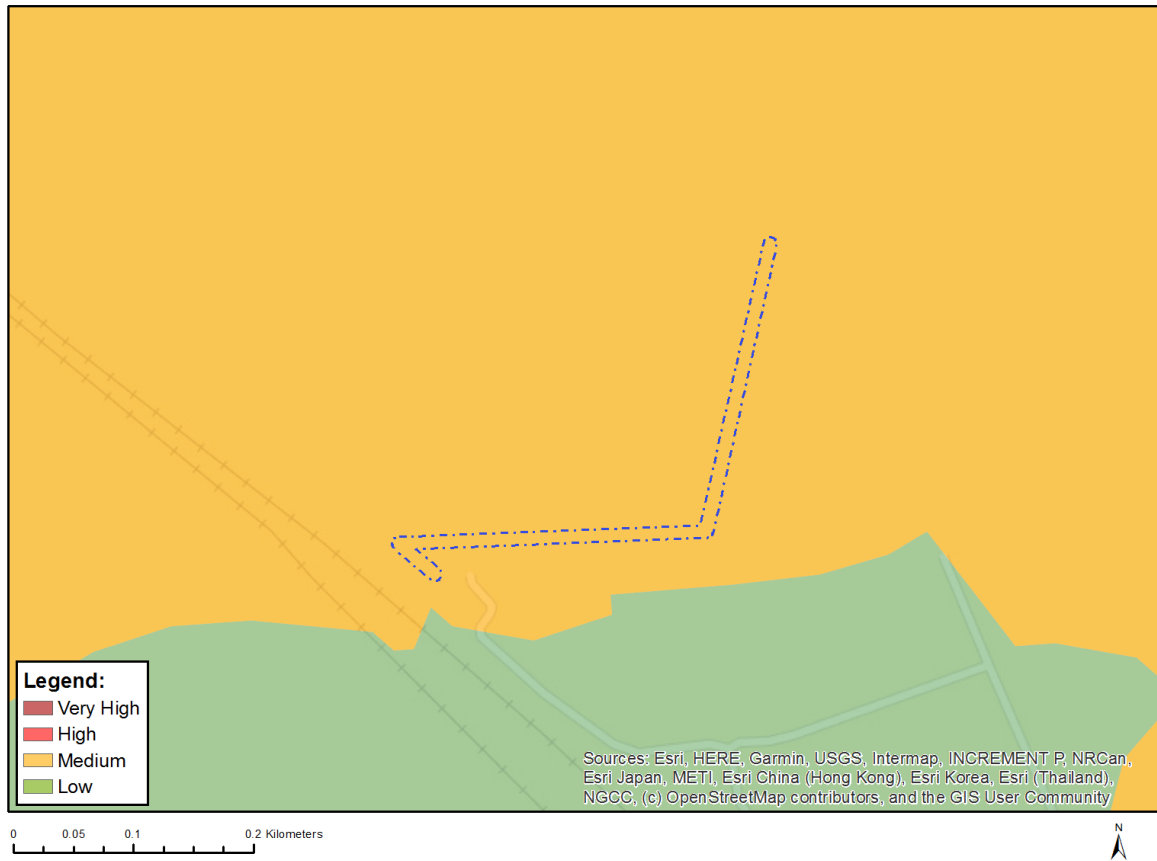 Legend:
Very High
High
Medium
Low
Sources: Esri, HERE, Garmin, USGS, Intermap, INCREMENT P, NRCan,
Esri Japan, METI, Esri China (Hong Kong), Esri Korea, Esri (Thailand),
NGCC, (c) OpenStreetMap contributors, and the GIS User Community
0 0.05 0.1 0.2 Kilometers
N